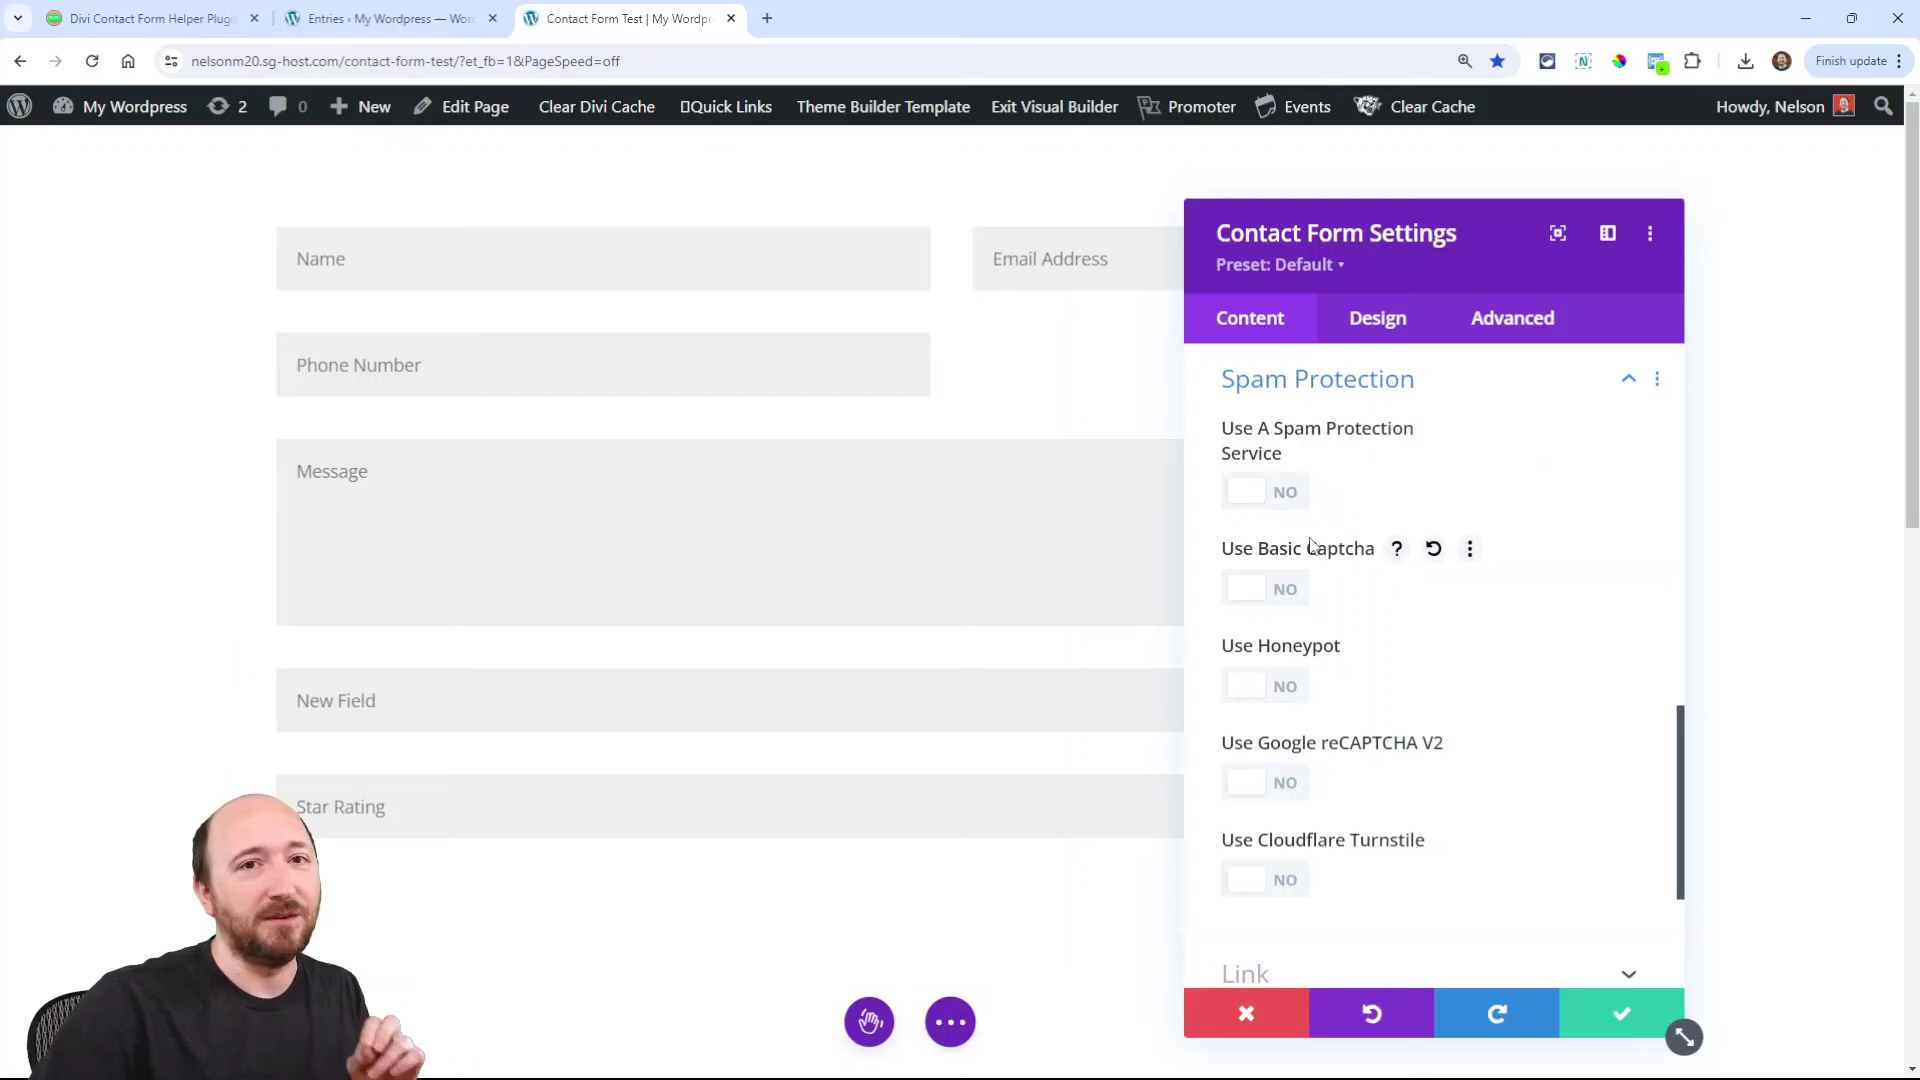 Divi Contact Form Helper Plugi
Entries ‹ My Wordpress — Wor
Contact Form Test | My Wordpr
nelsonm20.sg-host.com/contact-form-test/?et_fb=1&PageSpeed=off
Finish update
My Wordpress
2
0
New
Edit Page
Clear Divi Cache
Quick Links
Theme Builder Template
Exit Visual Builder
Promoter
Events
Clear Cache
Howdy, Nelson
Name
Email Address
Phone Number
Message
New Field
Star Rating
Contact Form Settings
Preset: Default
Content
Design
Advanced
Spam Protection
Use A Spam Protection
Service
NO
Use Basic Captcha ?
NO
Use Honeypot
NO
Use Google reCAPTCHA V2
NO
Use Cloudflare Turnstile
NO
Link